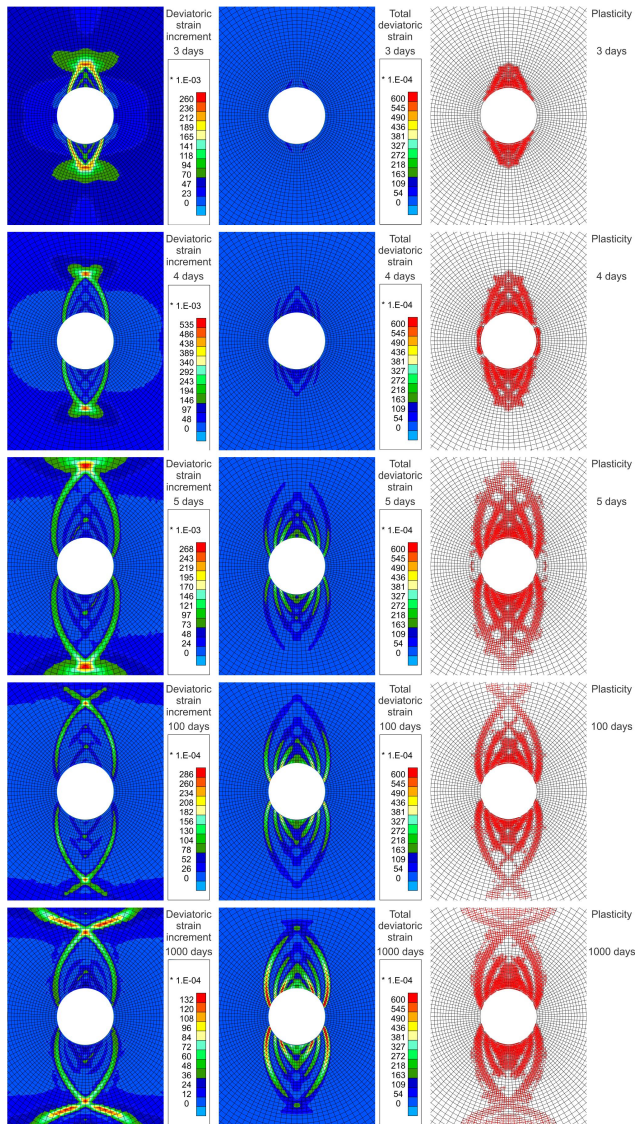 Deviatoric
strain
increment
3 days
* 1.E-03
260
236
212
189
165
141
118
94
70
47
23
0
Total
deviatoric
strain
3 days
* 1.E-04
600
545
490
436
381
327
272
218
163
109
54
0
Plasticity
3 days
Deviatoric
strain
increment
4 days
* 1.E-03
535
486
438
389
340
292
243
194
146
97
48
0
Total
deviatoric
strain
4 days
* 1.E-04
600
545
490
436
381
327
272
218
163
109
54
0
Plasticity
4 days
Deviatoric
strain
increment
5 days
* 1.E-03
268
243
219
195
170
146
121
97
73
48
24
0
Total
deviatoric
strain
5 days
* 1.E-04
600
545
490
436
381
327
272
218
163
109
54
0
Plasticity
5 days
Deviatoric
strain
increment
100 days
* 1.E-04
286
260
234
208
182
156
130
104
78
52
26
0
Total
deviatoric
strain
100 days
* 1.E-04
600
545
490
436
381
327
272
218
163
109
54
0
Plasticity
100 days
Deviatoric
strain
increment
1000 days
* 1.E-04
132
120
108
96
84
72
60
48
36
24
12
0
Total
deviatoric
strain
1000 days
* 1.E-04
600
545
490
436
381
327
272
218
163
109
54
0
Plasticity
1000 days